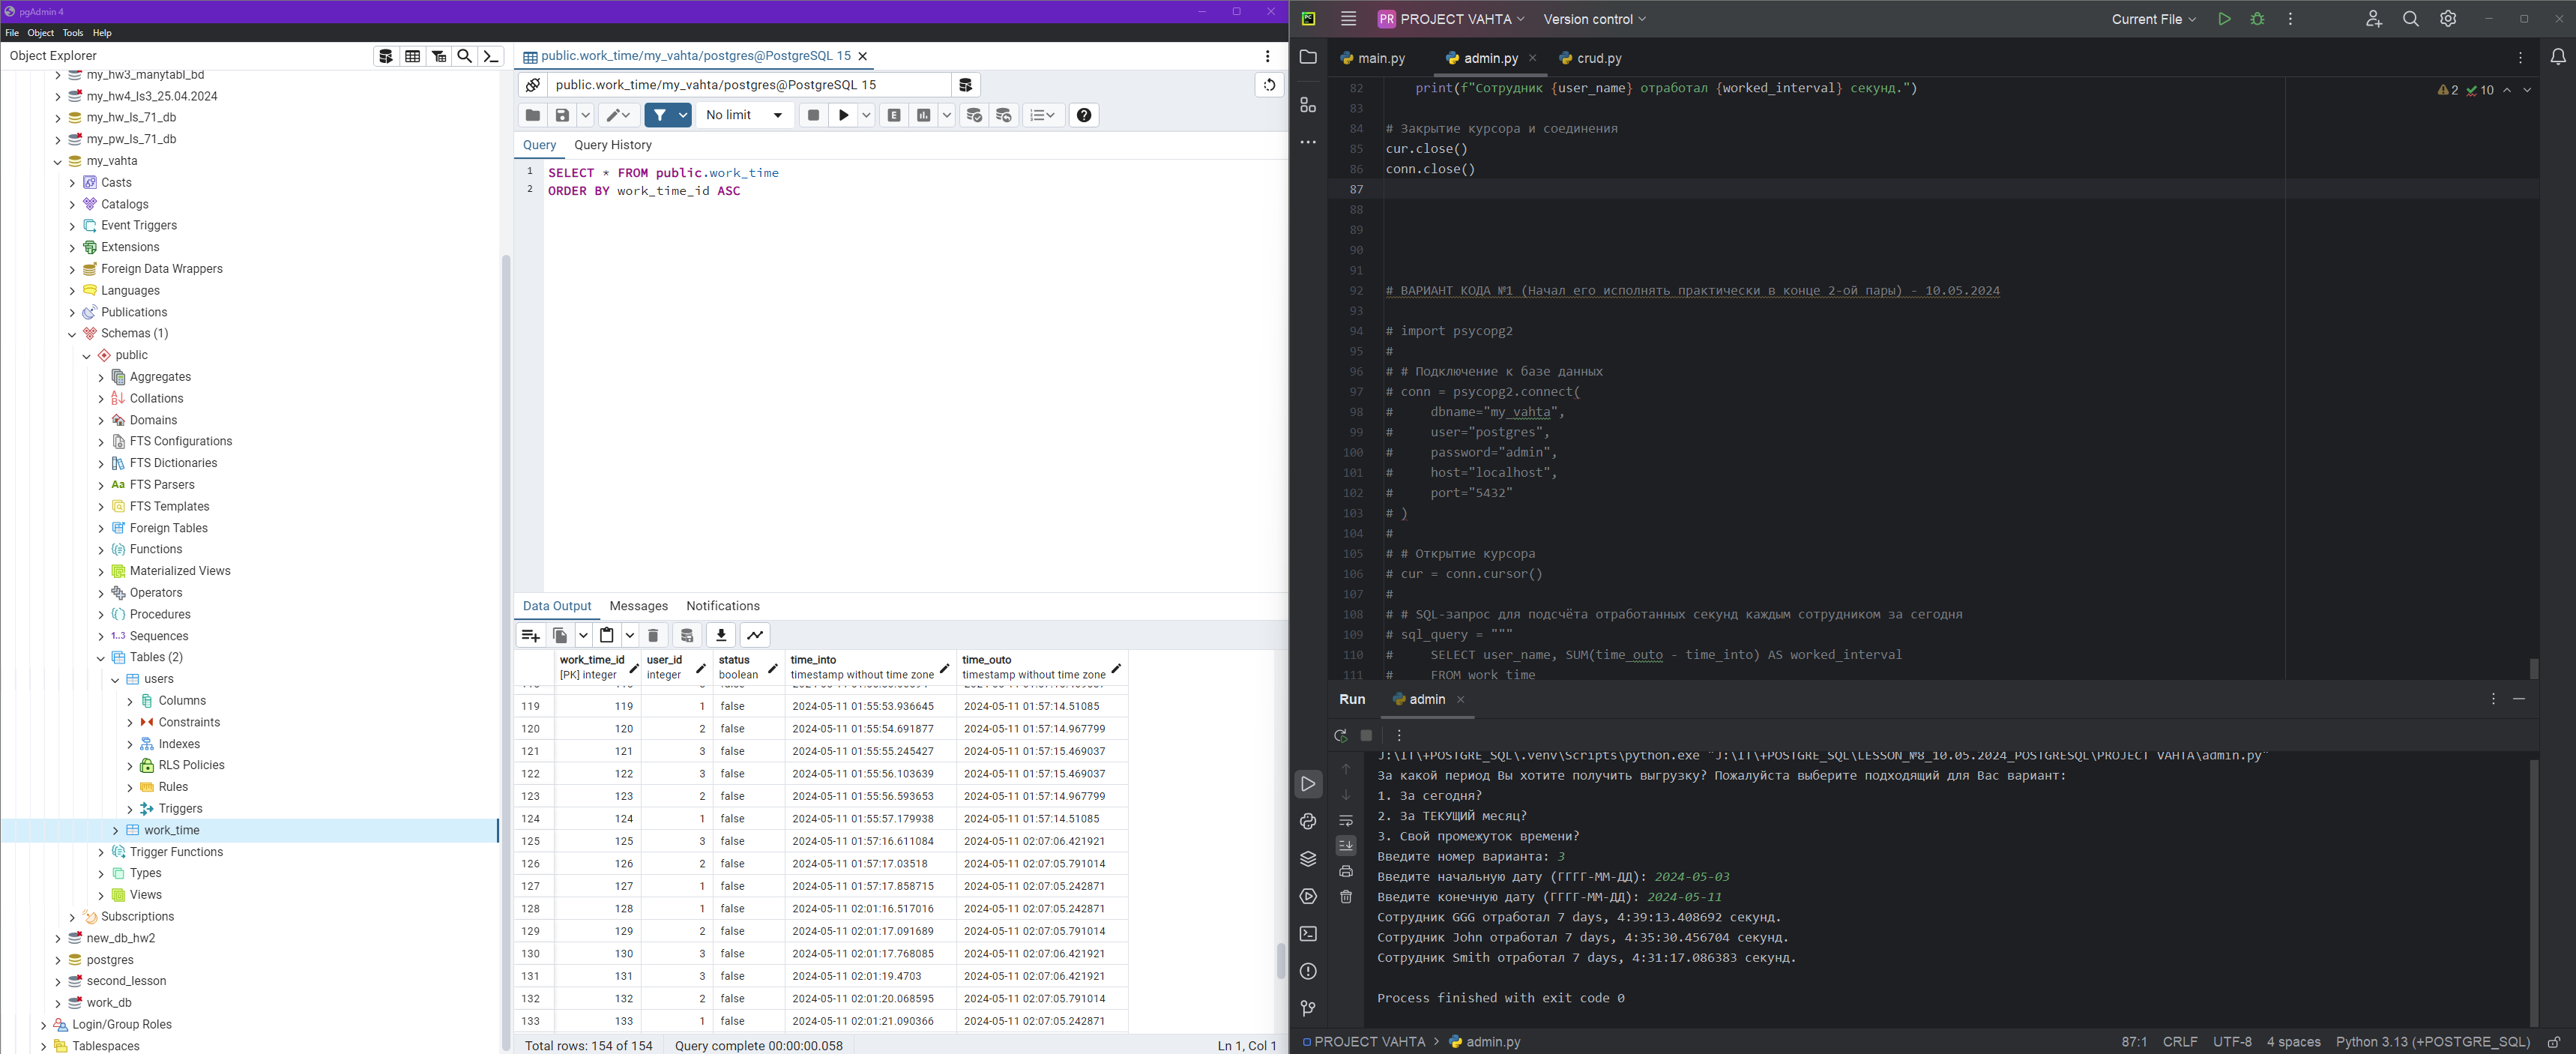 pgAdmin 4
File Object Tools Help
Object Explorer
my_hw3_manytabl_bd
my_hw4_ls3_25.04.2024
my_hw_ls_71_db
my_pw_ls_71_db
my_vahta
Casts
Catalogs
Event Triggers
Extensions
Foreign Data Wrappers
Languages
Publications
Schemas (1)
public
Aggregates
Collations
Domains
FTS Configurations
FTS Dictionaries
Aa FTS Parsers
FTS Templates
Foreign Tables
Functions
Materialized Views
Operators
Procedures
1..3 Sequences
Tables (2)
users
Columns
Constraints
Indexes
RLS Policies
Rules
Triggers
work_time
Trigger Functions
Types
Views
Subscriptions
new_db_hw2
postgres
second_lesson
work_db
Login/Group Roles
Tablespaces
public.work_time/my_vahta/postgres@PostgreSQL 15
public.work_time/my_vahta/postgres@PostgreSQL 15
No limit
E
Query Query History
1 SELECT * FROM public.work_time
2 ORDER BY work_time_id ASC
Data Output Messages Notifications
work_time_id user_id status time_into time_outo
[PK] integer integer boolean timestamp without time zone timestamp without time zone
119 119 1 false 2024-05-11 01:55:53.936645 2024-05-11 01:57:14.51085
120 120 2 false 2024-05-11 01:55:54.691877 2024-05-11 01:57:14.967799
121 121 3 false 2024-05-11 01:55:55.245427 2024-05-11 01:57:15.469037
122 122 3 false 2024-05-11 01:55:56.103639 2024-05-11 01:57:15.469037
123 123 2 false 2024-05-11 01:55:56.593653 2024-05-11 01:57:14.967799
124 124 1 false 2024-05-11 01:55:57.179938 2024-05-11 01:57:14.51085
125 125 3 false 2024-05-11 01:57:16.611084 2024-05-11 02:07:06.421921
126 126 2 false 2024-05-11 01:57:17.03518 2024-05-11 02:07:05.791014
127 127 1 false 2024-05-11 01:57:17.858715 2024-05-11 02:07:05.242871
128 128 1 false 2024-05-11 02:01:16.517016 2024-05-11 02:07:05.242871
129 129 2 false 2024-05-11 02:01:17.091689 2024-05-11 02:07:05.791014
130 130 3 false 2024-05-11 02:01:17.768085 2024-05-11 02:07:06.421921
131 131 3 false 2024-05-11 02:01:19.4703 2024-05-11 02:07:06.421921
132 132 2 false 2024-05-11 02:01:20.068595 2024-05-11 02:07:05.791014
133 133 1 false 2024-05-11 02:01:21.090366 2024-05-11 02:07:05.242871
Total rows: 154 of 154 Query complete 00:00:00.058 Ln 1, Col 1
PC PR PROJECT VAHTA Version control Current File
main.py admin.py crud.py
2 10
82 print(f"Сотрудник {user_name} отработал {worked_interval} секунд.")
83
84 # Закрытие курсора и соединения
85 cur.close()
86 conn.close()
87
88
89
90
91
92 # ВАРИАНТ КОДА №1 (Начал его исполнять практически в конце 2-ой пары) - 10.05.2024
93
94 # import psycopg2
95 #
96 # # Подключение к базе данных
97 # conn = psycopg2.connect(
98 # dbname="my_vahta",
99 # user="postgres",
100 # password="admin",
101 # host="localhost",
102 # port="5432"
103 # )
104 #
105 # # Открытие курсора
106 # cur = conn.cursor()
107 #
108 # # SQL-запрос для подсчёта отработанных секунд каждым сотрудником за сегодня
109 # sql_query = """
110 # SELECT user_name, SUM(time_outo - time_into) AS worked_interval
111 # FROM work_time
Run admin
J:\IT\+POSTGRE_SQL\.venv\Scripts\python.exe "J:\IT\+POSTGRE_SQL\LESSON_№8_10.05.2024_POSTGRESQL\PROJECT VAHTA\admin.py"
За какой период Вы хотите получить выгрузку? Пожалуйста выберите подходящий для Вас вариант:
1. За сегодня?
2. За ТЕКУЩИЙ месяц?
3. Свой промежуток времени?
Введите номер варианта: 3
Введите начальную дату (ГГГГ-ММ-ДД): 2024-05-03
Введите конечную дату (ГГГГ-ММ-ДД): 2024-05-11
Сотрудник GGG отработал 7 days, 4:39:13.408692 секунд.
Сотрудник John отработал 7 days, 4:35:30.456704 секунд.
Сотрудник Smith отработал 7 days, 4:31:17.086383 секунд.
Process finished with exit code 0
PROJECT VAHTA admin.py 87:1 CRLF UTF-8 4 spaces Python 3.13 (+POSTGRE_SQL)